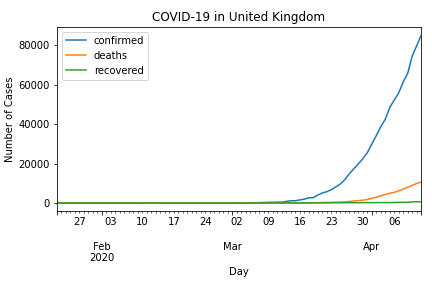 COVID-19 in United Kingdom
confirmed
deaths
recovered
Number of Cases
80000
60000
40000
20000
0
27 03 10 17 24 02 09 16 23 30 06
Feb Mar Apr
2020
Day